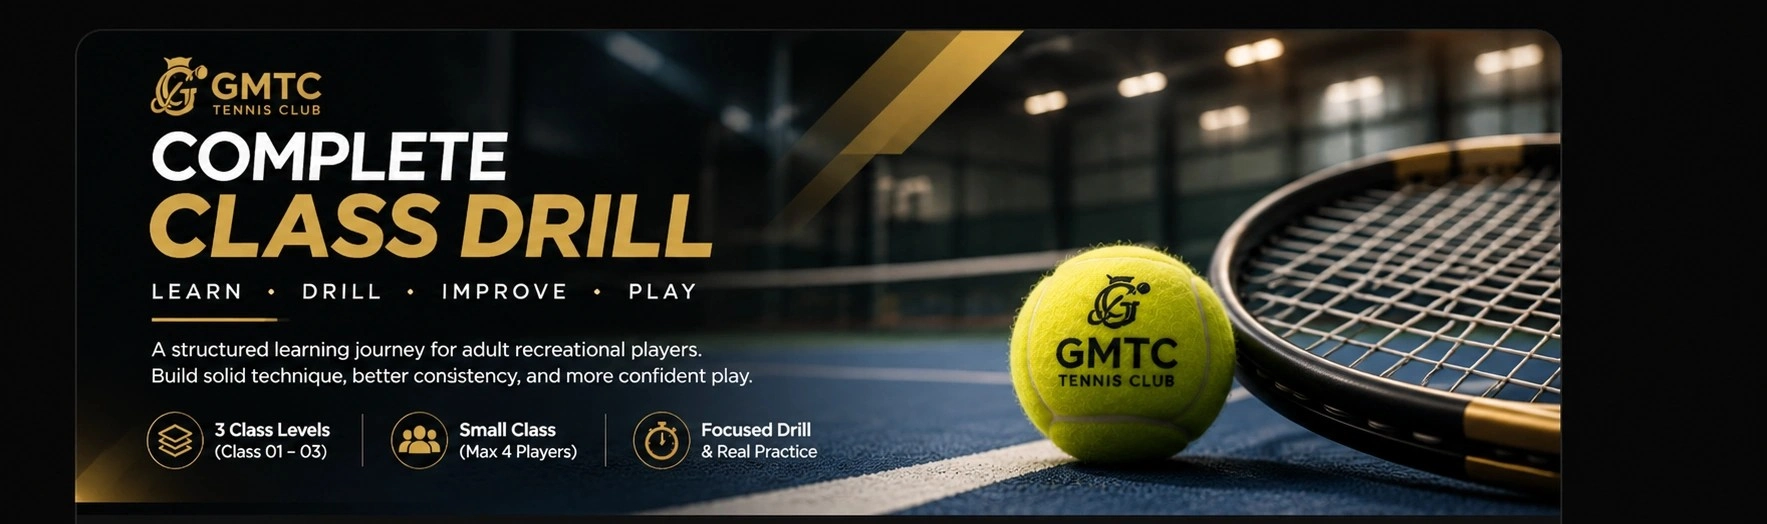 GMTC
TENNIS CLUB
COMPLETE
CLASS DRILL
LEARN • DRILL • IMPROVE • PLAY
A structured learning journey for adult recreational players.
Build solid technique, better consistency, and more confident play.
3 Class Levels
(Class 01 – 03)
Small Class
(Max 4 Players)
Focused Drill
& Real Practice
GMTC
TENNIS CLUB